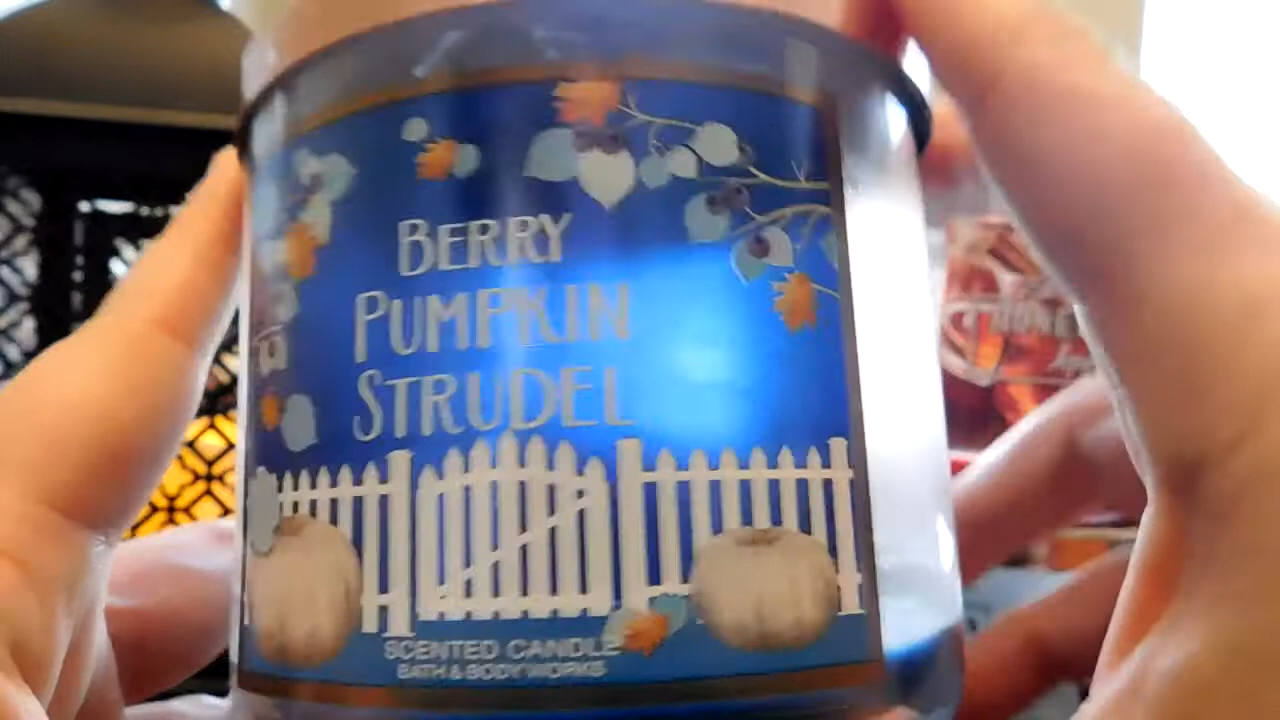 BERRY
PUMPKIN
STRUDEL
SCENTED CANDLE
BATH & BODY WORKS